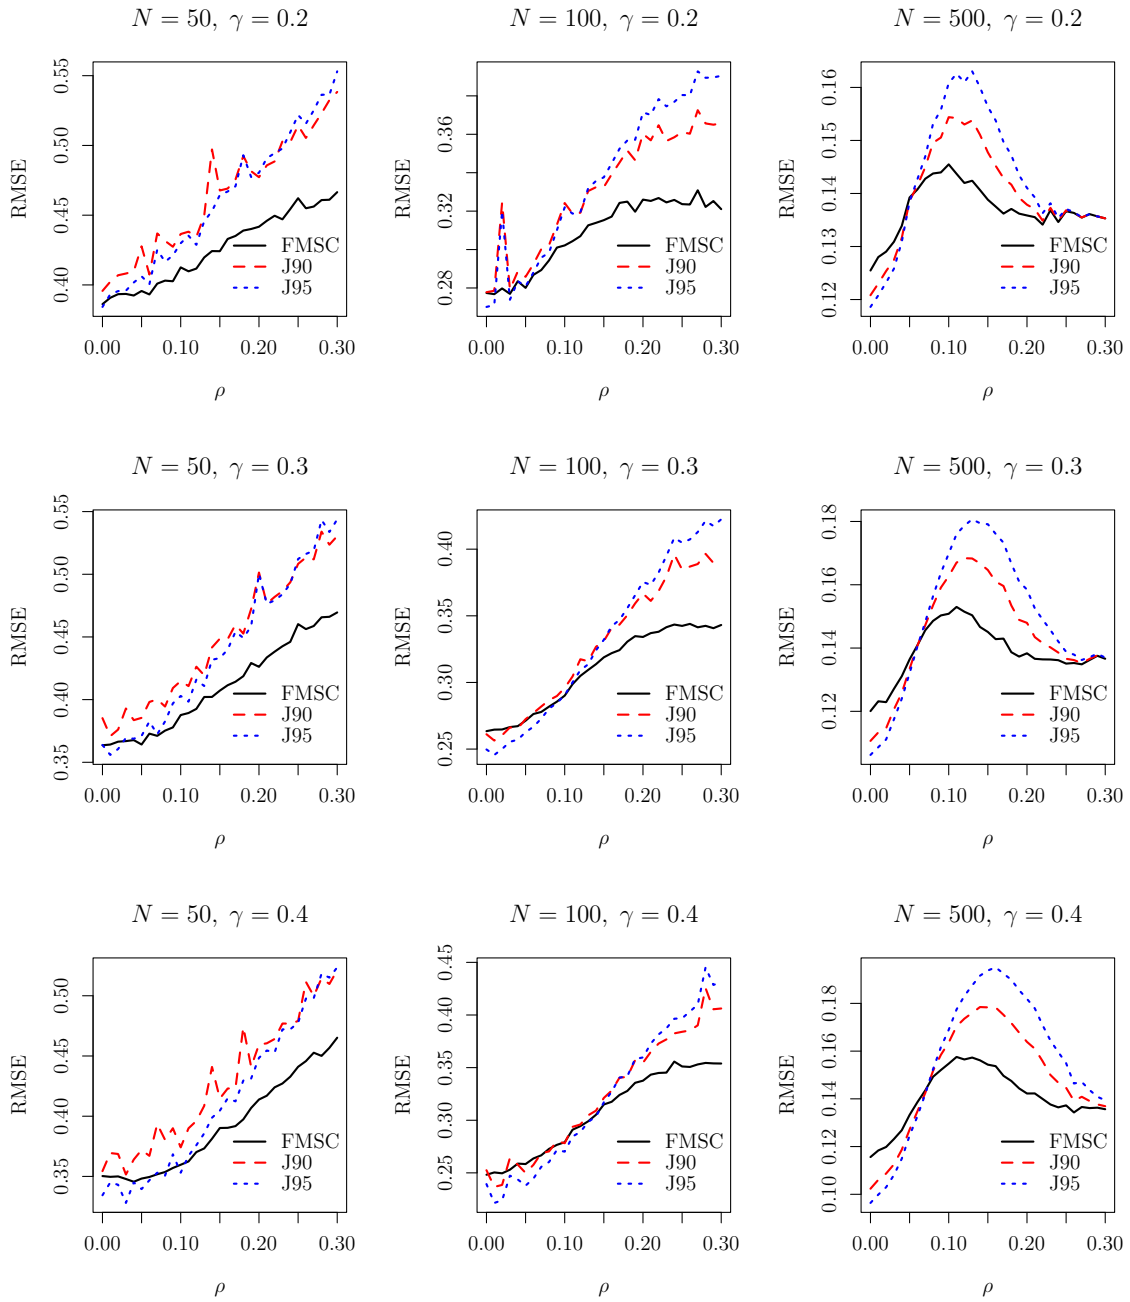 N = 50, γ = 0.2
RMSE
0.40 0.45 0.50 0.55
FMSC
J90
J95
0.00 0.10 0.20 0.30
ρ
N = 100, γ = 0.2
RMSE
0.28 0.32 0.36
FMSC
J90
J95
0.00 0.10 0.20 0.30
ρ
N = 500, γ = 0.2
RMSE
0.12 0.13 0.14 0.15 0.16
FMSC
J90
J95
0.00 0.10 0.20 0.30
ρ
N = 50, γ = 0.3
RMSE
0.35 0.40 0.45 0.50 0.55
FMSC
J90
J95
0.00 0.10 0.20 0.30
ρ
N = 100, γ = 0.3
RMSE
0.25 0.30 0.35 0.40
FMSC
J90
J95
0.00 0.10 0.20 0.30
ρ
N = 500, γ = 0.3
RMSE
0.12 0.14 0.16 0.18
FMSC
J90
J95
0.00 0.10 0.20 0.30
ρ
N = 50, γ = 0.4
RMSE
0.35 0.40 0.45 0.50
FMSC
J90
J95
0.00 0.10 0.20 0.30
ρ
N = 100, γ = 0.4
RMSE
0.25 0.30 0.35 0.40 0.45
FMSC
J90
J95
0.00 0.10 0.20 0.30
ρ
N = 500, γ = 0.4
RMSE
0.10 0.12 0.14 0.16 0.18
FMSC
J90
J95
0.00 0.10 0.20 0.30
ρ